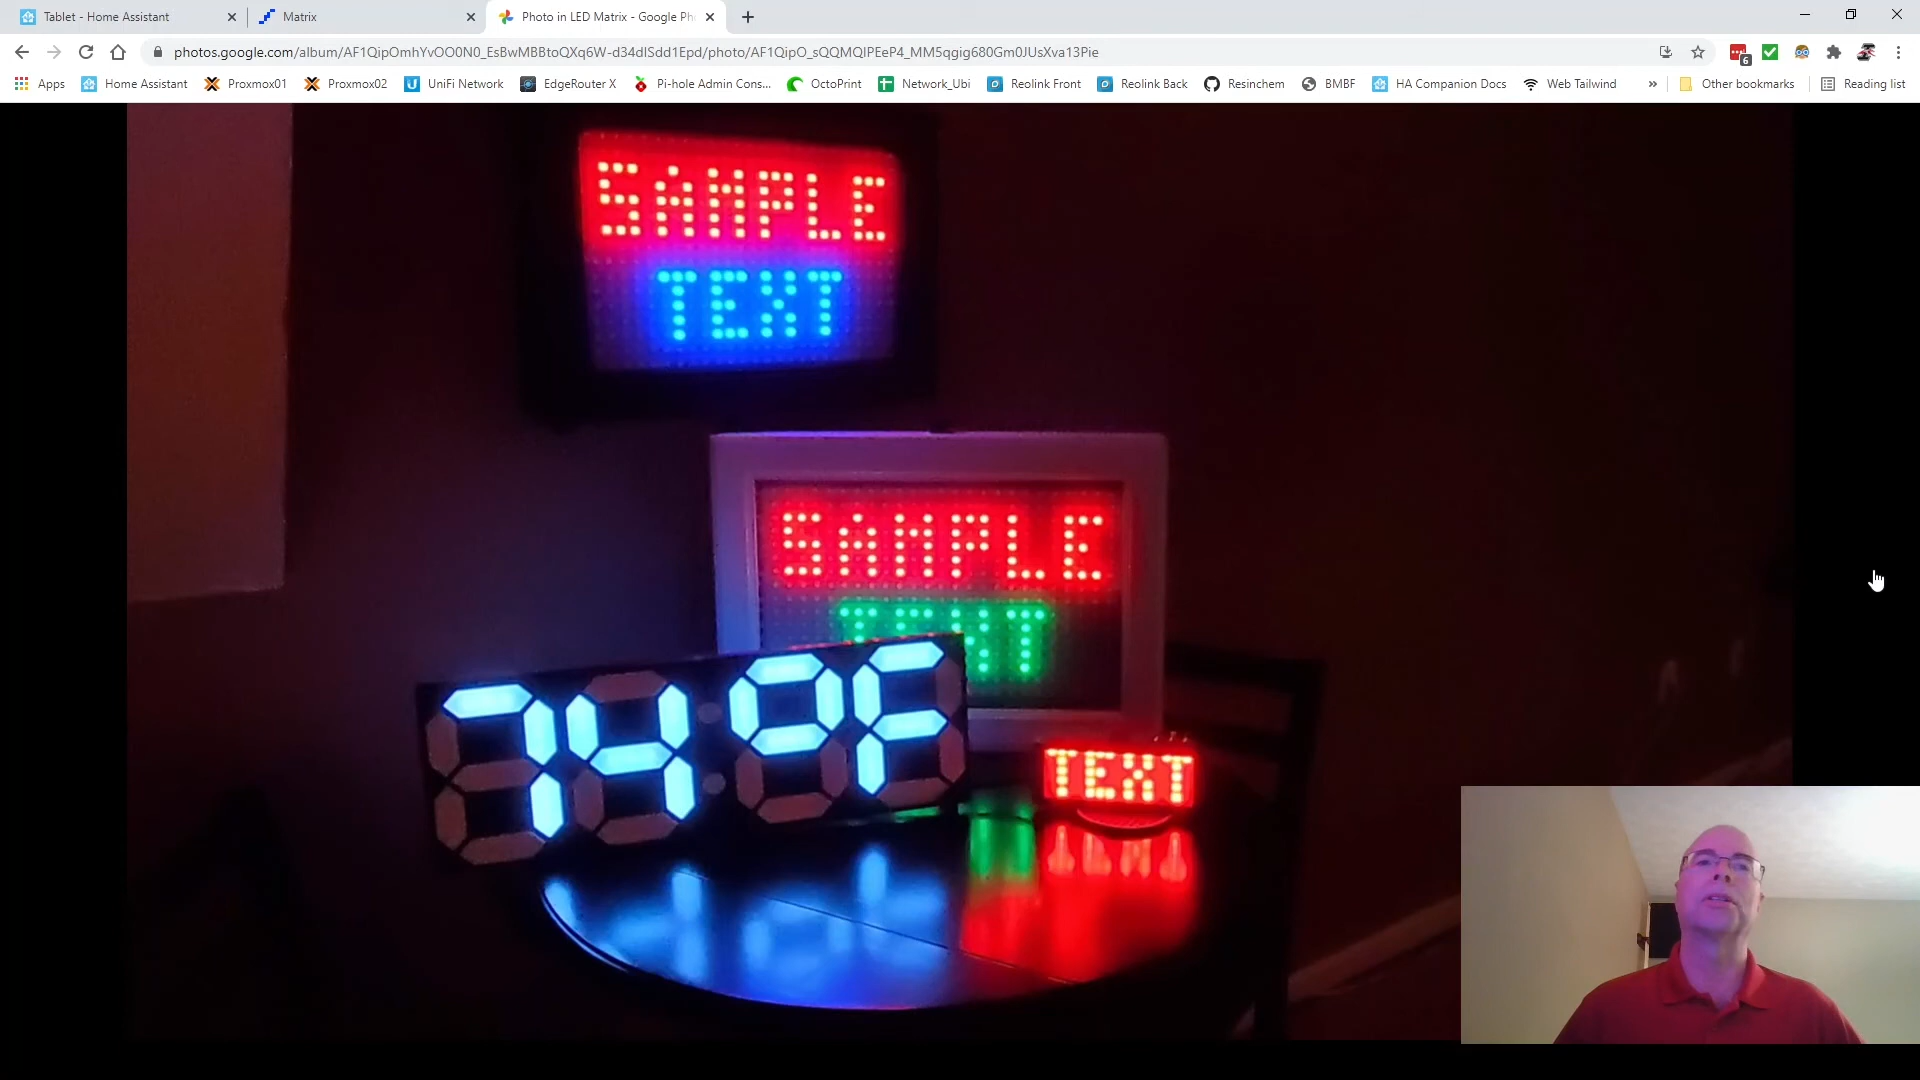 Tablet - Home Assistant
Matrix
Photo in LED Matrix - Google Ph
photos.google.com/album/AF1QipOmhYvOO0N0_EsBwMBBtoQXq6W-d34dlSdd1Epd/photo/AF1QipO_sQQMQIPEeP4_MM5qgig680Gm0JUsXva13Pie
6
Apps
Home Assistant
Proxmox01
Proxmox02
UniFi Network
EdgeRouter X
Pi-hole Admin Cons...
OctoPrint
Network_Ubi
Reolink Front
Reolink Back
Resinchem
BMBF
HA Companion Docs
Web Tailwind
»
Other bookmarks
Reading list
SAMPLE
TEXT
SAMPLE
TEXT
74°F
TEXT